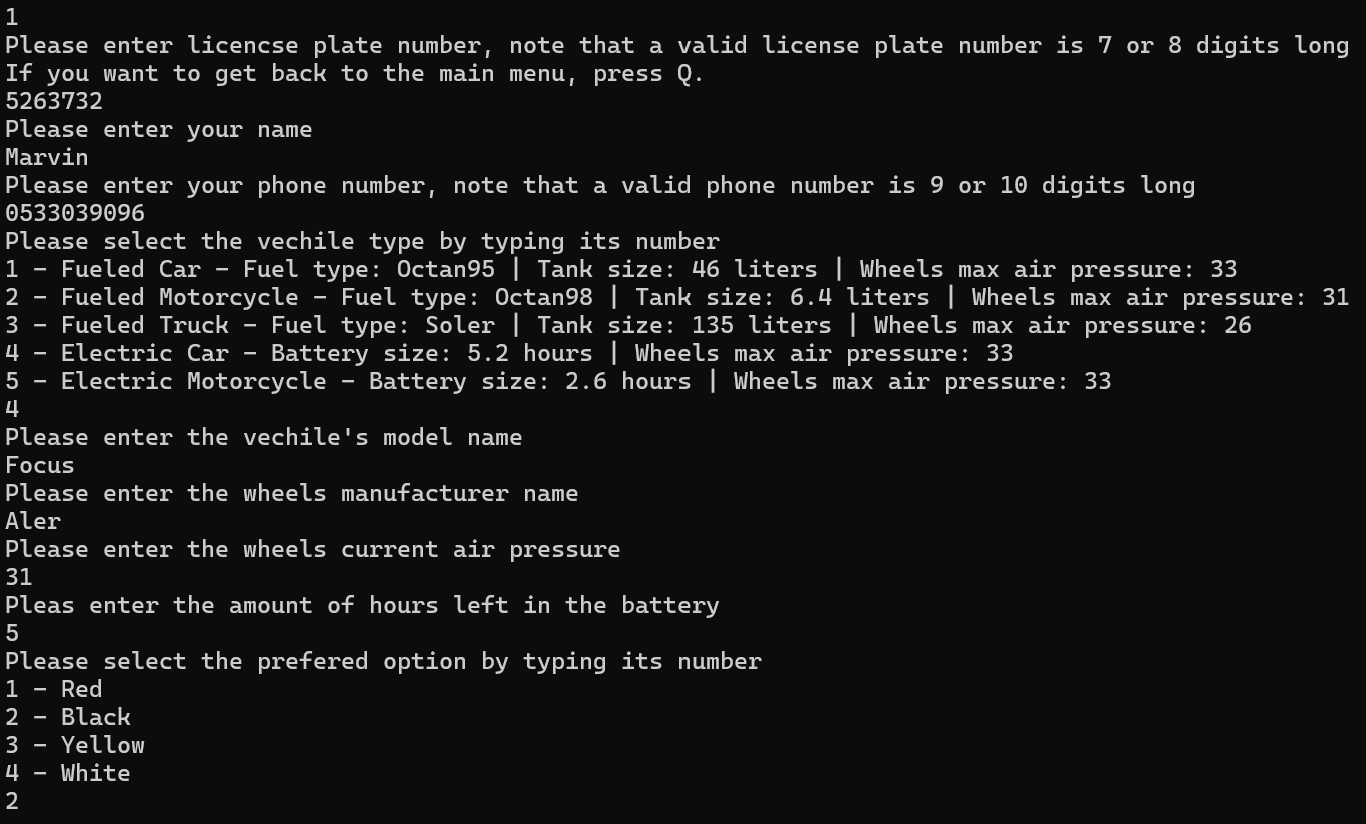 1
Please enter licencse plate number, note that a valid license plate number is 7 or 8 digits long
If you want to get back to the main menu, press Q.
5263732
Please enter your name
Marvin
Please enter your phone number, note that a valid phone number is 9 or 10 digits long
0533039096
Please select the vechile type by typing its number
1 - Fueled Car - Fuel type: Octan95 | Tank size: 46 liters | Wheels max air pressure: 33
2 - Fueled Motorcycle - Fuel type: Octan98 | Tank size: 6.4 liters | Wheels max air pressure: 31
3 - Fueled Truck - Fuel type: Soler | Tank size: 135 liters | Wheels max air pressure: 26
4 - Electric Car - Battery size: 5.2 hours | Wheels max air pressure: 33
5 - Electric Motorcycle - Battery size: 2.6 hours | Wheels max air pressure: 33
4
Please enter the vechile's model name
Focus
Please enter the wheels manufacturer name
Aler
Please enter the wheels current air pressure
31
Pleas enter the amount of hours left in the battery
5
Please select the prefered option by typing its number
1 - Red
2 - Black
3 - Yellow
4 - White
2